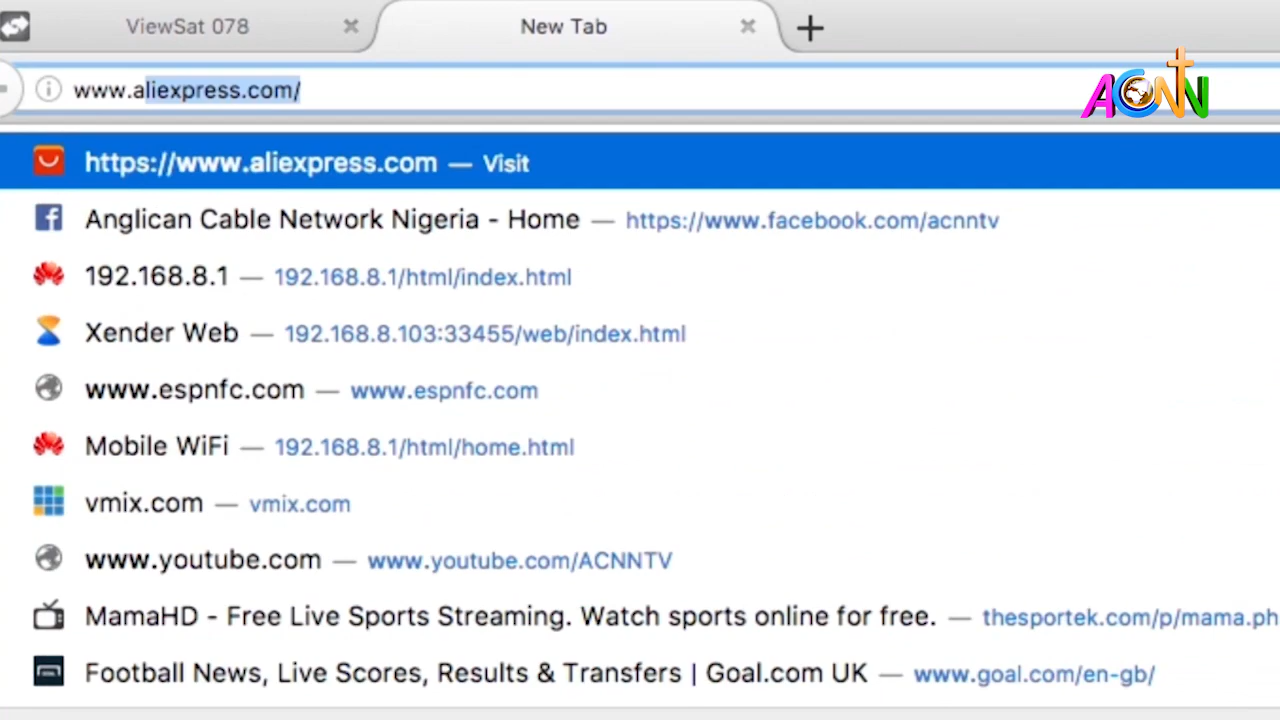 ViewSat 078
New Tab
www.aliexpress.com/
ACNN
https://www.aliexpress.com — Visit
Anglican Cable Network Nigeria - Home — https://www.facebook.com/acnntv
192.168.8.1 — 192.168.8.1/html/index.html
Xender Web — 192.168.8.103:33455/web/index.html
www.espnfc.com — www.espnfc.com
Mobile WiFi — 192.168.8.1/html/home.html
vmix.com — vmix.com
www.youtube.com — www.youtube.com/ACNNTV
MamaHD - Free Live Sports Streaming. Watch sports online for free. — thesportek.com/p/mama.ph
Football News, Live Scores, Results & Transfers | Goal.com UK — www.goal.com/en-gb/